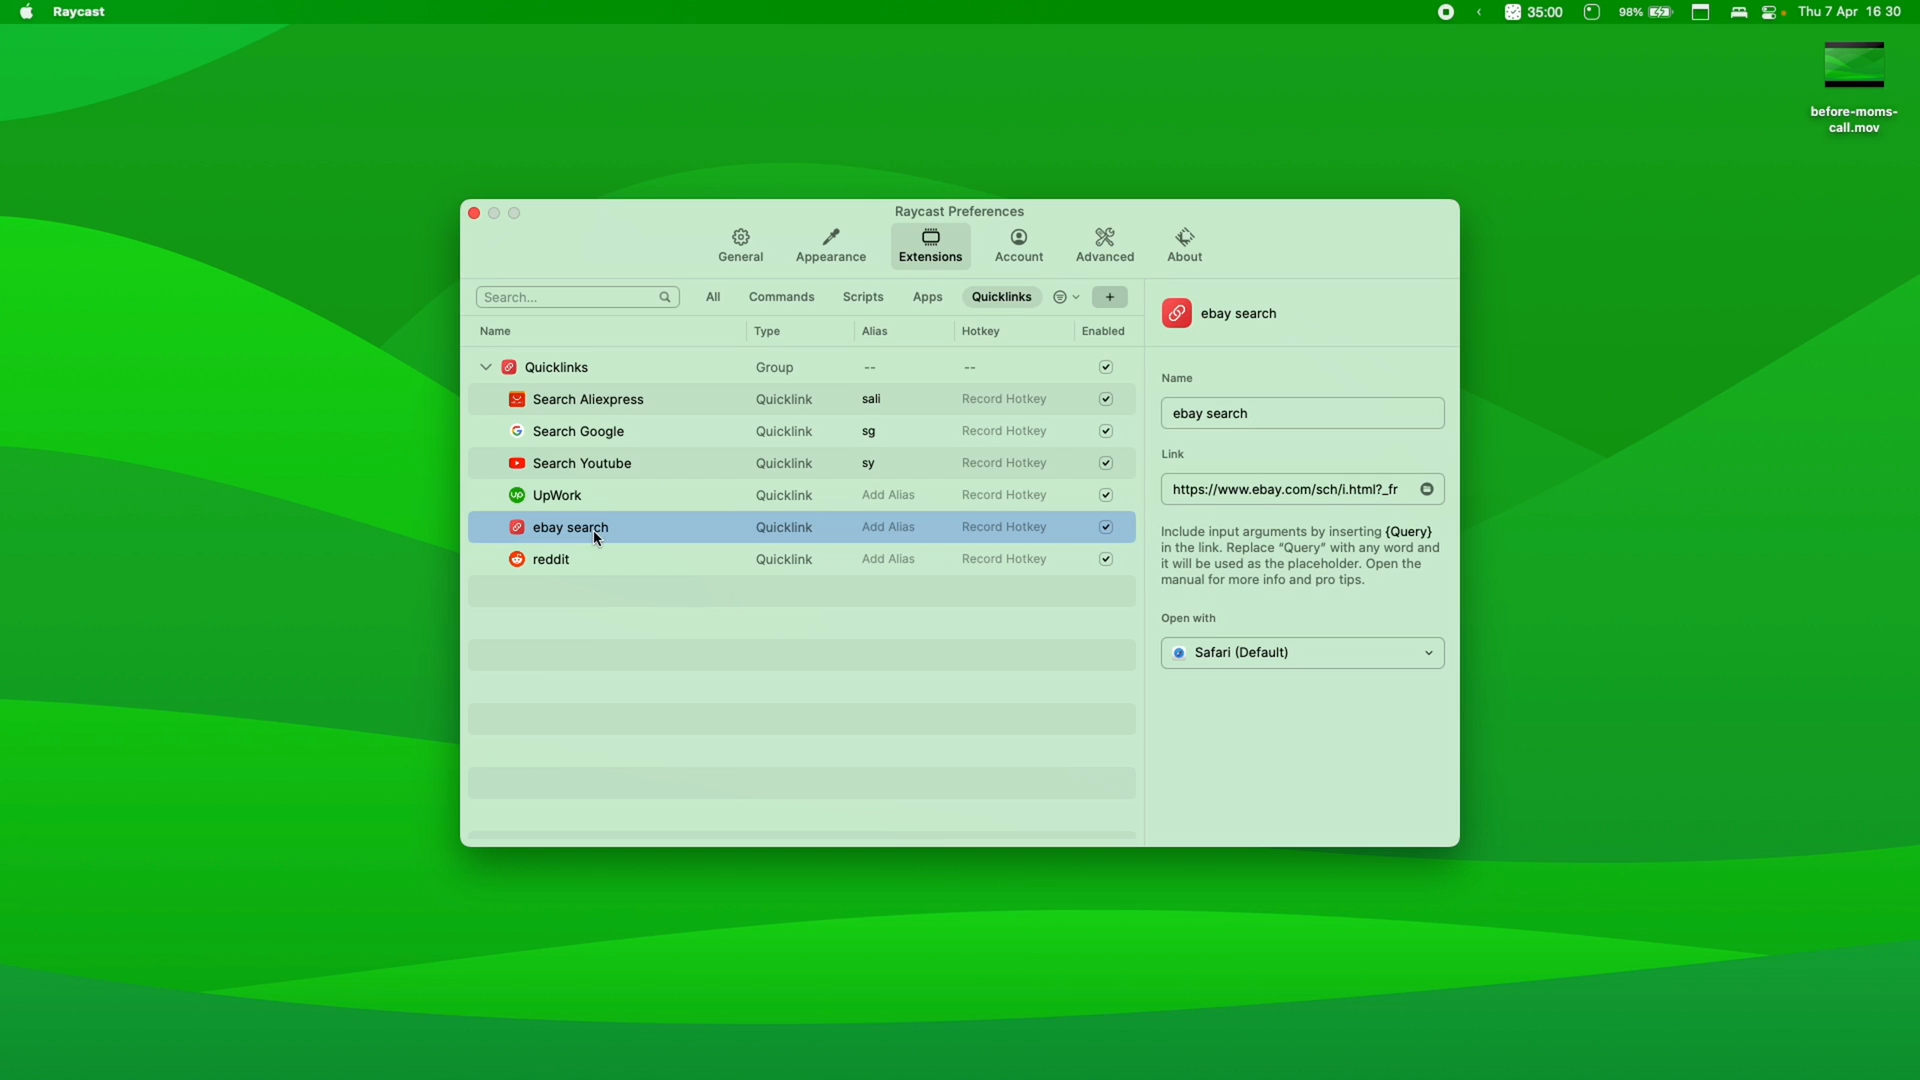 Raycast
35:00
98%
Thu 7 Apr 16 30
before-moms-
call.mov
Raycast Preferences
General
Appearance
Extensions
Account
Advanced
About
Search...
All
Commands
Scripts
Apps
Quicklinks
+
ebay search
Name Type Alias Hotkey Enabled
Quicklinks Group -- --
Search Aliexpress Quicklink sali Record Hotkey
Search Google Quicklink sg Record Hotkey
Search Youtube Quicklink sy Record Hotkey
UpWork Quicklink Add Alias Record Hotkey
ebay search Quicklink Add Alias Record Hotkey
reddit Quicklink Add Alias Record Hotkey
Name
ebay search
Link
https://www.ebay.com/sch/i.html?_fr
Include input arguments by inserting {Query}
in the link. Replace “Query” with any word and
it will be used as the placeholder. Open the
manual for more info and pro tips.
Open with
Safari (Default)